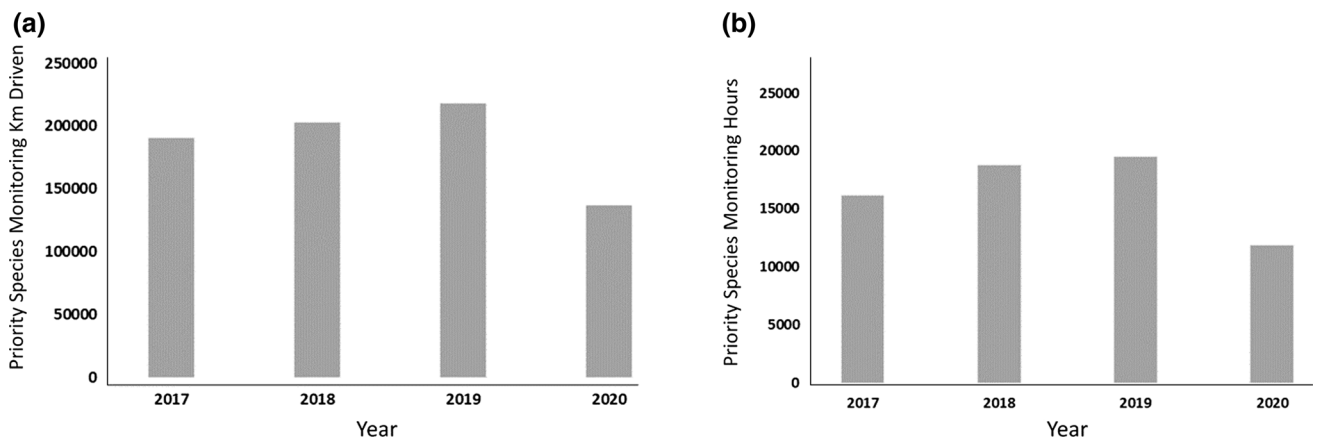 (a)
Priority Species Monitoring Km Driven
250000
200000
150000
100000
50000
0
2017 2018 2019 2020
Year
(b)
Priority Species Monitoring Hours
25000
20000
15000
10000
5000
0
2017 2018 2019 2020
Year